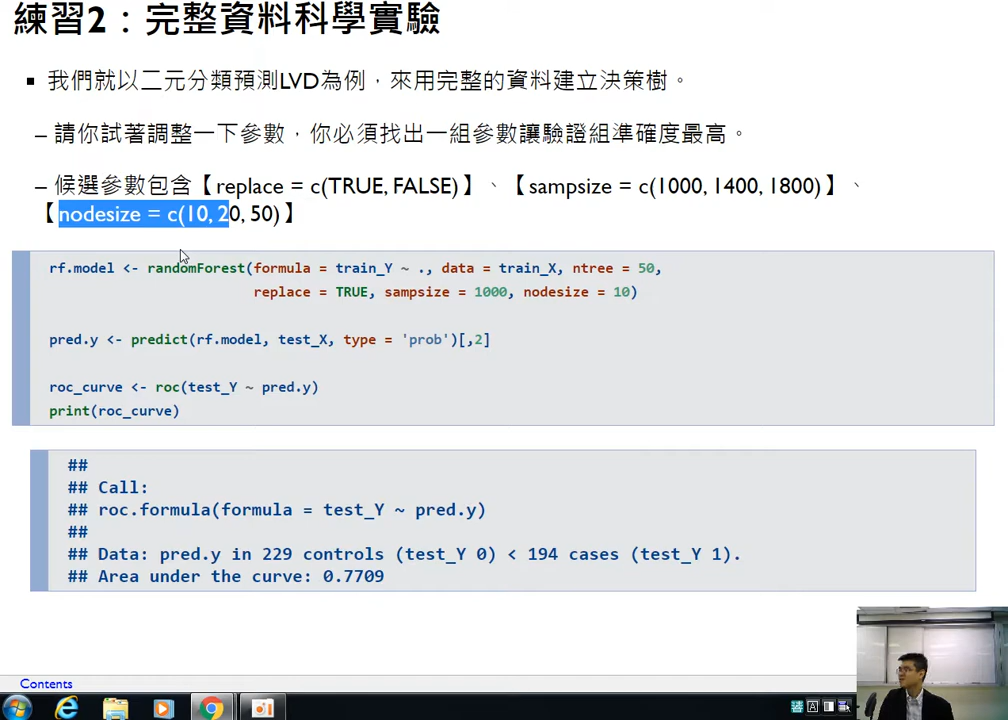 練習2：完整資料科學實驗
▪ 我們就以二元分類預測LVD為例，來用完整的資料建立決策樹。
– 請你試著調整一下參數，你必須找出一組參數讓驗證組準確度最高。
– 候選參數包含【replace = c(TRUE, FALSE)】、【sampsize = c(1000, 1400, 1800)】、
【nodesize = c(10, 20, 50)】
rf.model <- randomForest(formula = train_Y ~ ., data = train_X, ntree = 50,
replace = TRUE, sampsize = 1000, nodesize = 10)
pred.y <- predict(rf.model, test_X, type = 'prob')[,2]
roc_curve <- roc(test_Y ~ pred.y)
print(roc_curve)
##
## Call:
## roc.formula(formula = test_Y ~ pred.y)
##
## Data: pred.y in 229 controls (test_Y 0) < 194 cases (test_Y 1).
## Area under the curve: 0.7709
Contents